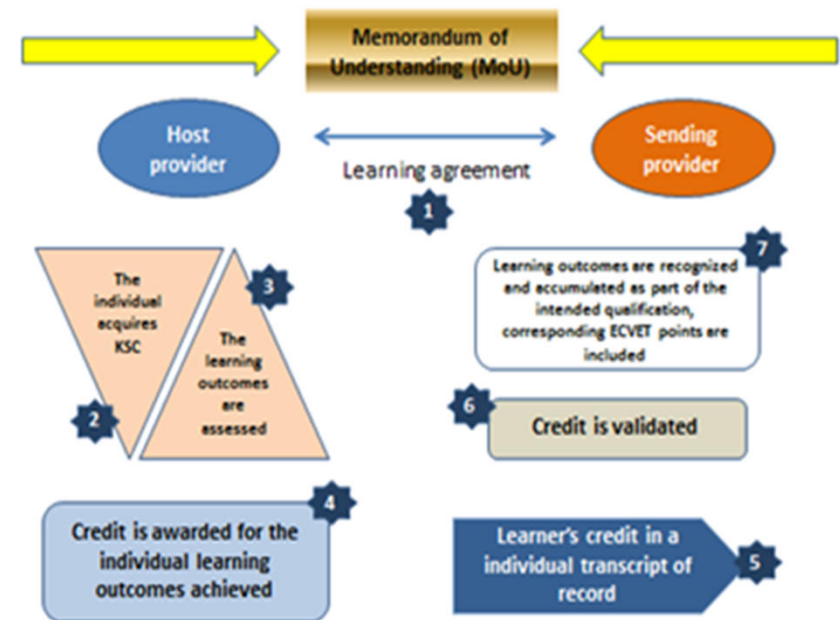 Memorandum of
Understanding (MoU)
Host
provider
Sending
provider
Learning agreement
1
The
individual
acquires
KSC
2
3
The
learning
outcomes
are
assessed
4
Credit is awarded for the
individual learning
outcomes achieved
Learner's credit in a
individual transcript of
record
5
6
Credit is validated
7
Learning outcomes are recognized
and accumulated as part of the
intended qualification,
corresponding ECVET points are
included